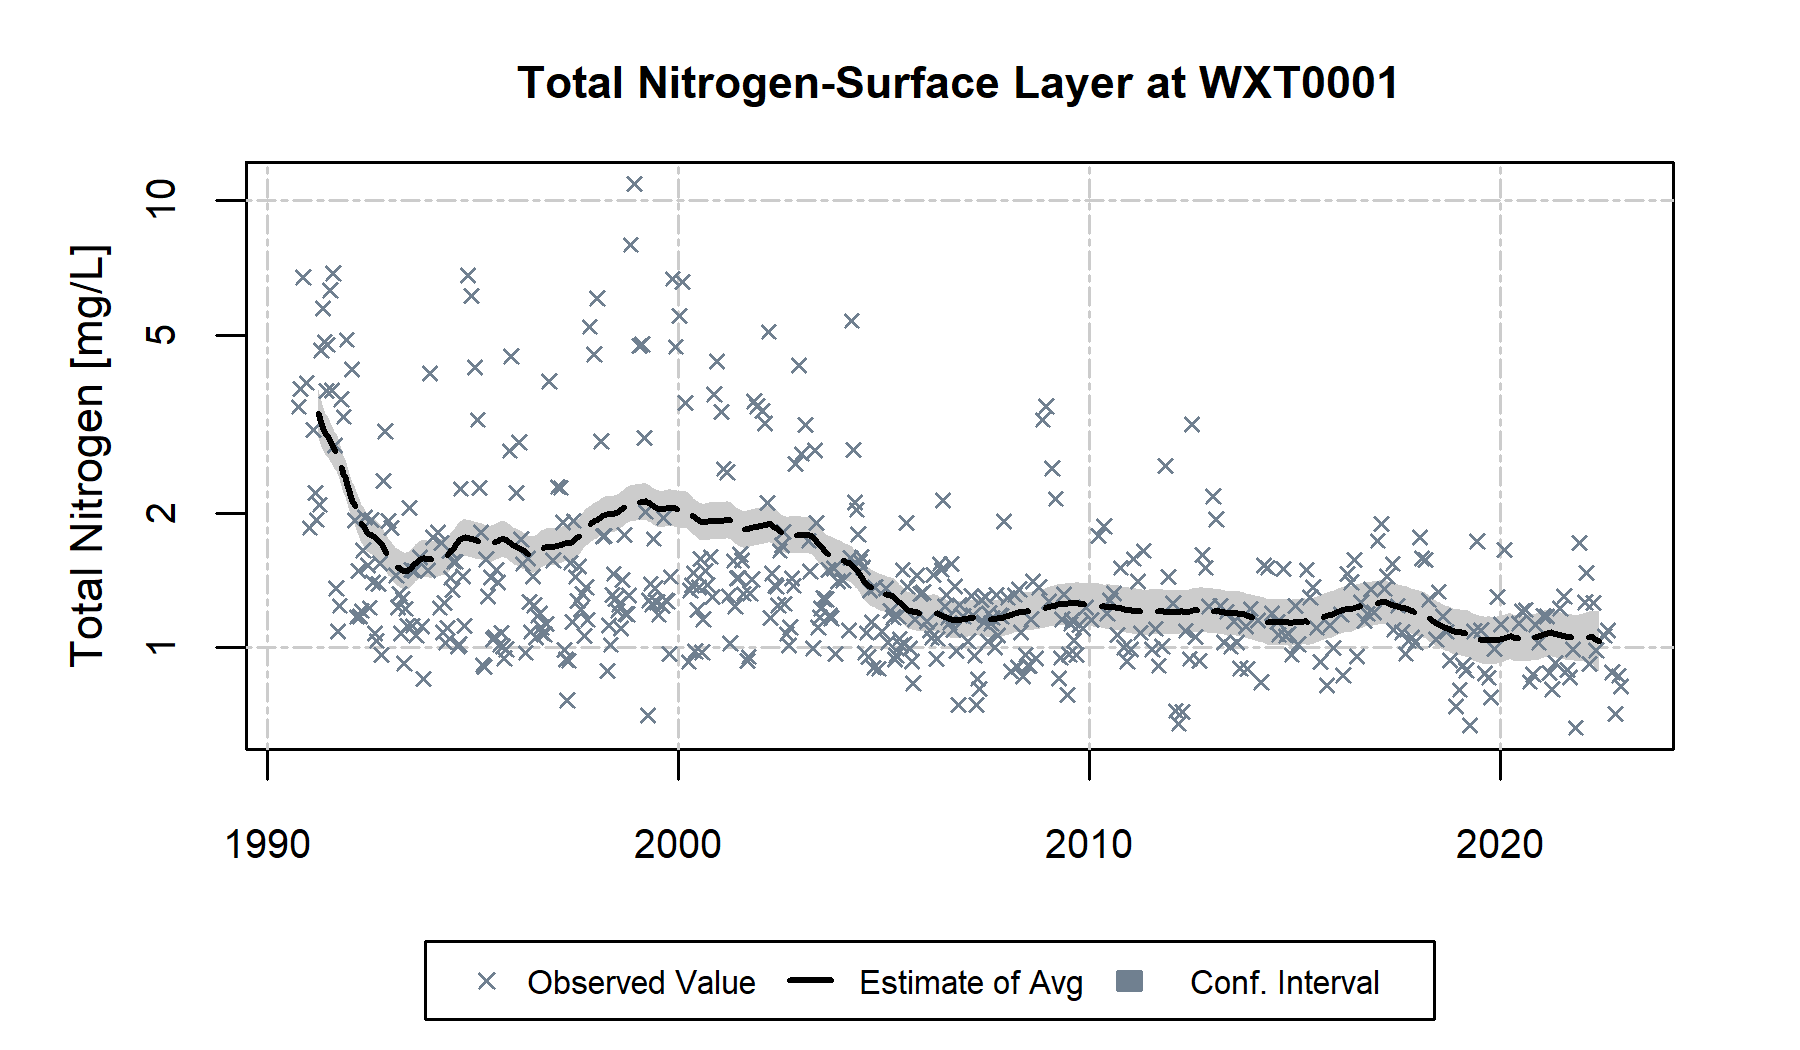 Total Nitrogen-Surface Layer at WXT0001
Total Nitrogen [mg/L]
10
5
2
1
1990 2000 2010 2020
Observed Value Estimate of Avg Conf. Interval